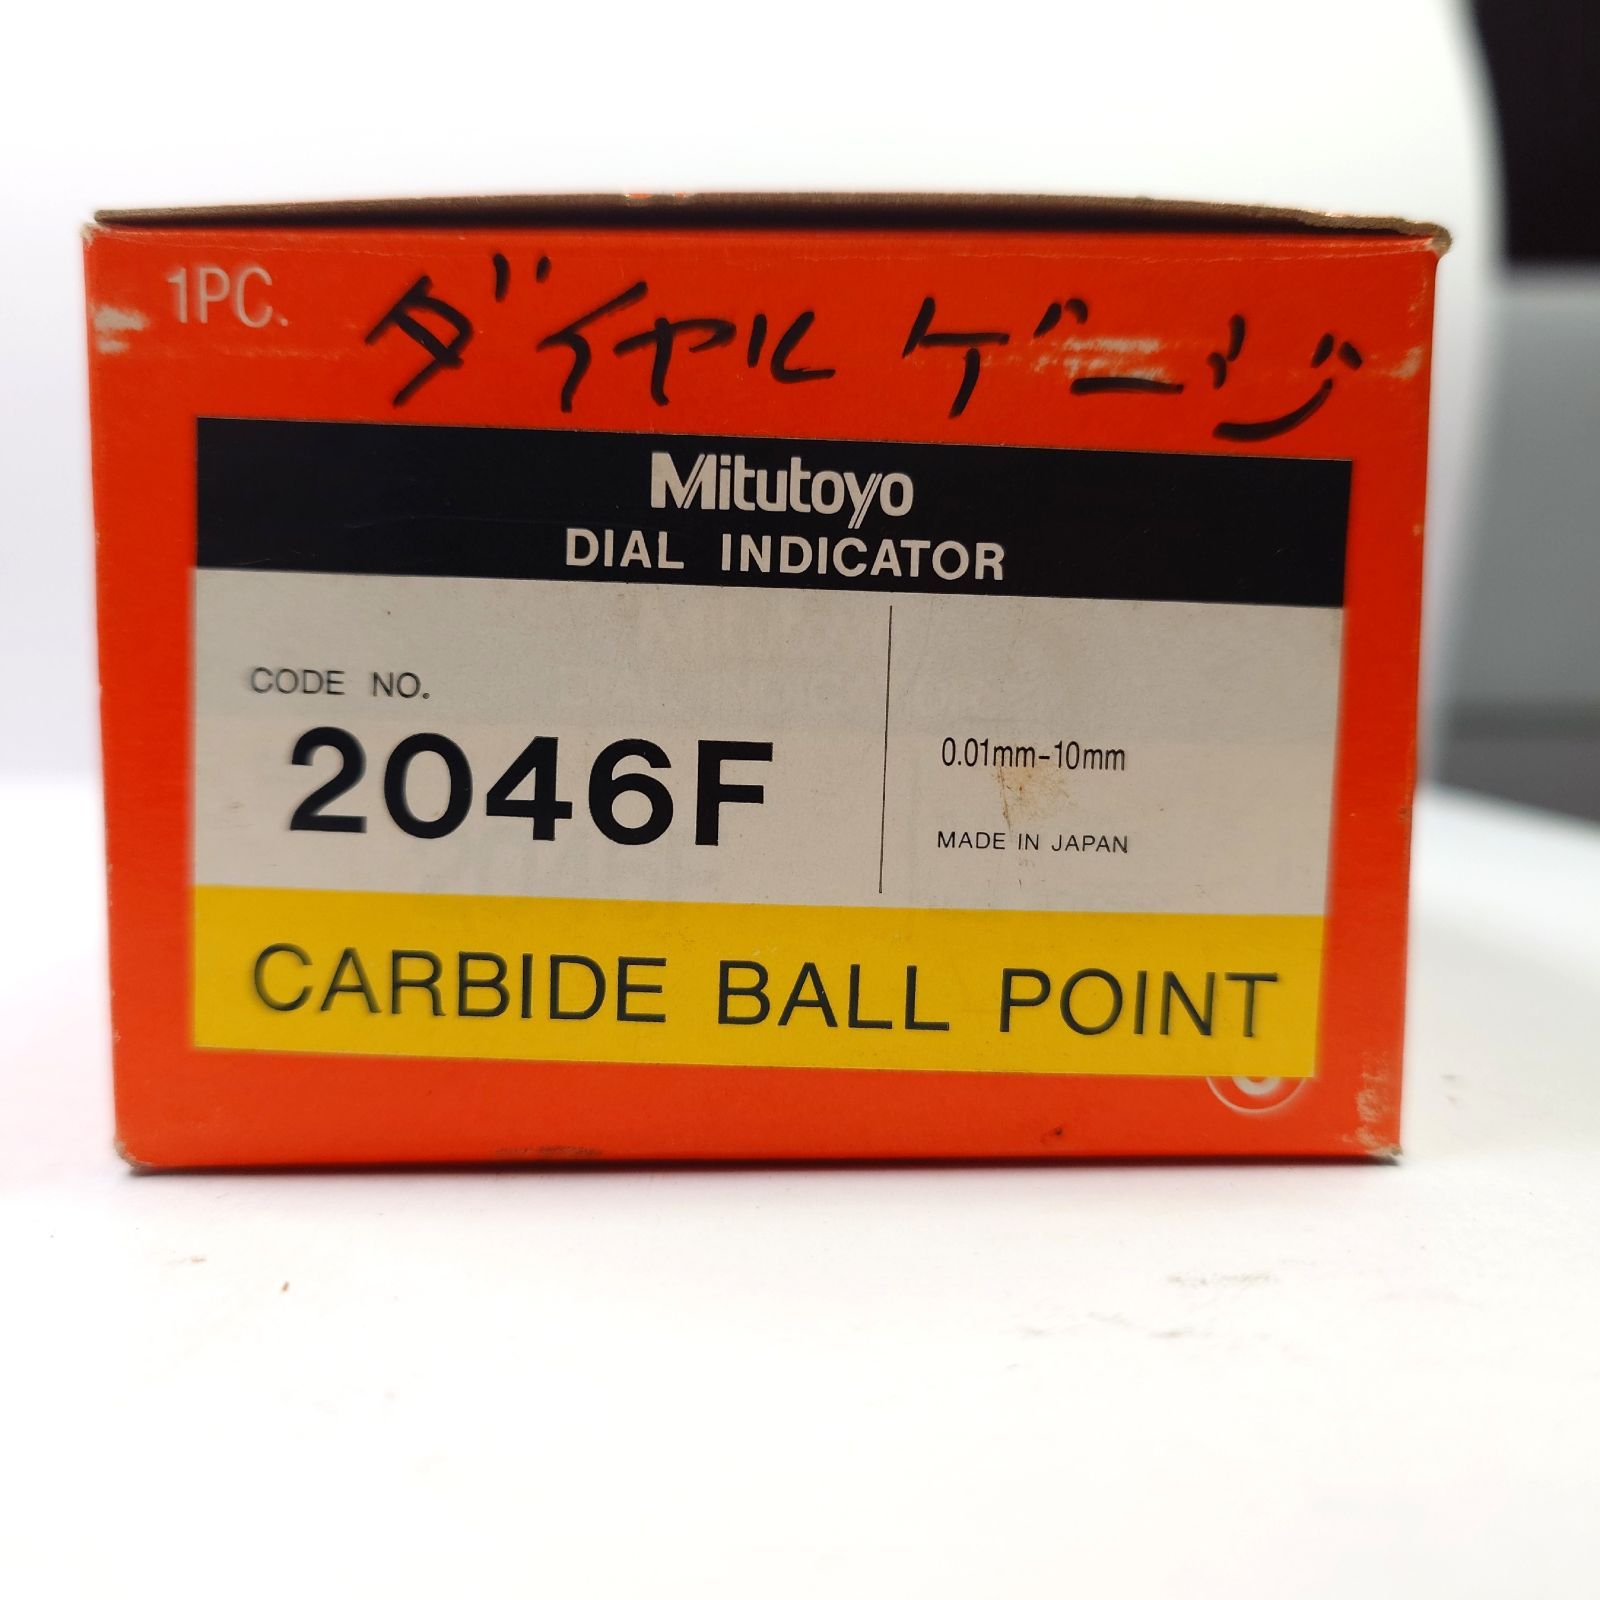 1PC.
ダイヤルゲージ
Mitutoyo
DIAL INDICATOR
CODE NO.
2046F
0.01mm-10mm
MADE IN JAPAN
CARBIDE BALL POINT